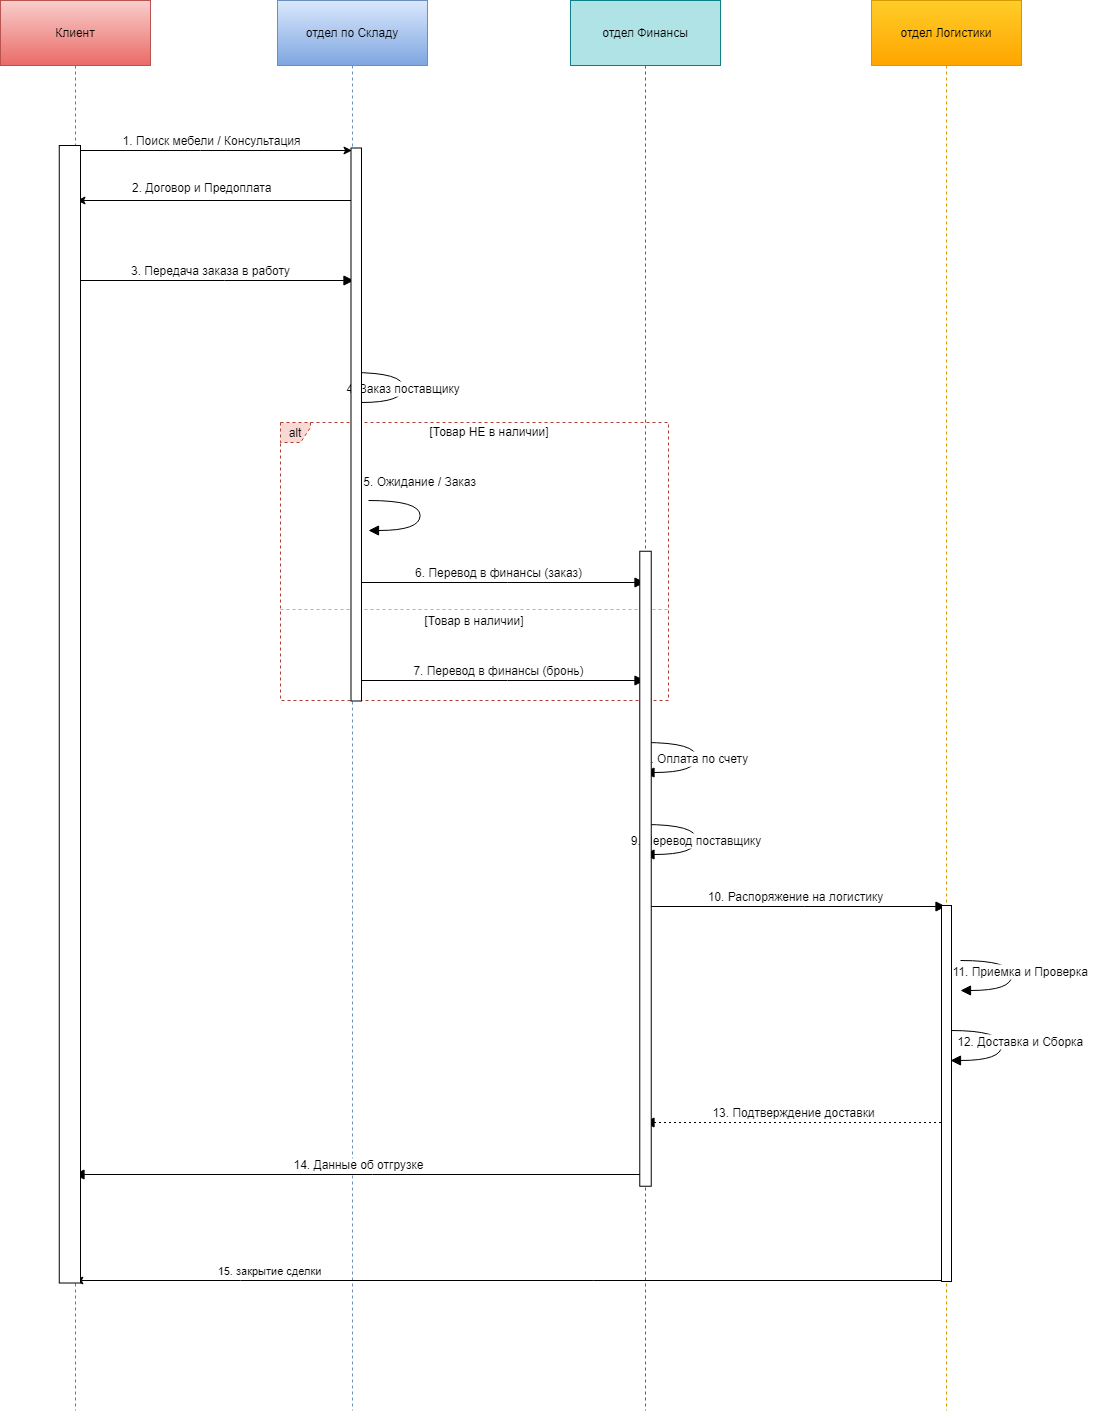 Клиент
отдел по Складу
отдел Финансы
отдел Логистики
1. Поиск мебели / Консультация
2. Договор и Предоплата
3. Передача заказа в работу
4. Заказ поставщику
alt
[Товар НЕ в наличии]
5. Ожидание / Заказ
6. Перевод в финансы (заказ)
[Товар в наличии]
7. Перевод в финансы (бронь)
. Оплата по счету
9. еревод поставщику
10. Распоряжение на логистику
11. Приемка и Проверка
12. Доставка и Сборка
13. Подтверждение доставки
14. Данные об отгрузке
15. закрытие сделки